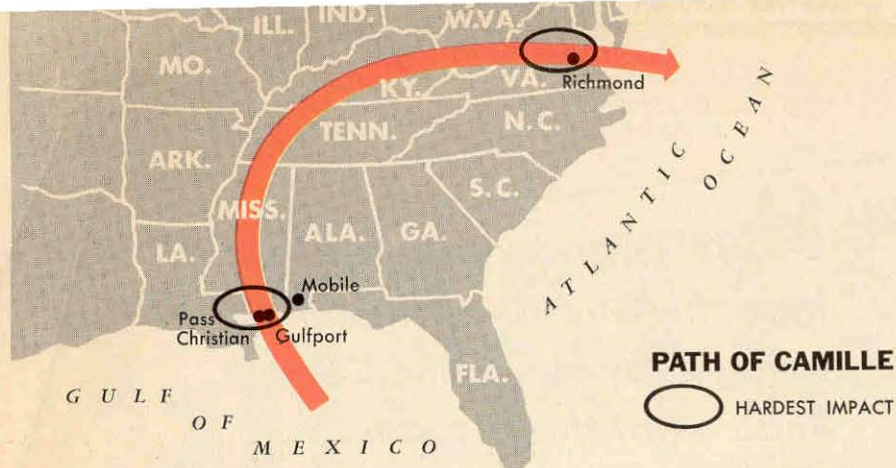 ILL.
IND.
W.VA.
MO.
KY.
VA.
Richmond
TENN.
N.C.
ARK.
S.C.
MISS.
ALA.
GA.
LA.
Mobile
Pass
Christian
Gulfport
FLA.
ATLANTIC
OCEAN
GULF
OF
MEXICO
PATH OF CAMILLE
HARDEST IMPACT